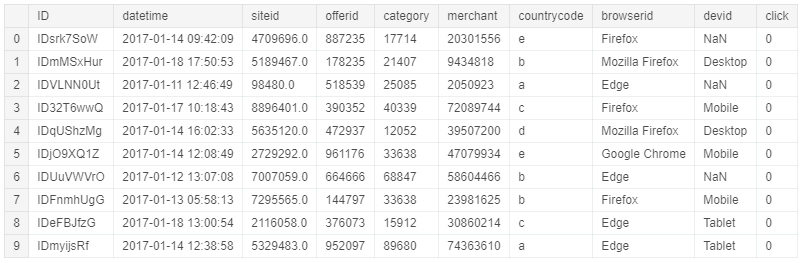 ID datetime siteid offerid category merchant countrycode browserid devid click
0 IDsrk7SoW 2017-01-14 09:42:09 4709696.0 887235 17714 20301556 e Firefox NaN 0
1 IDmMSxHur 2017-01-18 17:50:53 5189467.0 178235 21407 9434818 b Mozilla Firefox Desktop 0
2 IDVLNN0Ut 2017-01-11 12:46:49 98480.0 518539 25085 2050923 a Edge NaN 0
3 ID32T6wwQ 2017-01-17 10:18:43 8896401.0 390352 40339 72089744 c Firefox Mobile 0
4 IDqUShzMg 2017-01-14 16:02:33 5635120.0 472937 12052 39507200 d Mozilla Firefox Desktop 0
5 IDjO9XQ1Z 2017-01-14 12:08:49 2729292.0 961176 33638 47079934 e Google Chrome Mobile 0
6 IDUuVWVrO 2017-01-12 13:07:08 7007059.0 664666 68847 58604466 b Edge NaN 0
7 IDFnmhUgG 2017-01-13 05:58:13 7295565.0 144797 33638 23981625 b Firefox Mobile 0
8 IDeFBJfzG 2017-01-18 13:00:54 2116058.0 376073 15912 30860214 c Edge Tablet 0
9 IDmyijsRf 2017-01-14 12:38:58 5329483.0 952097 89680 74363610 a Edge Tablet 0